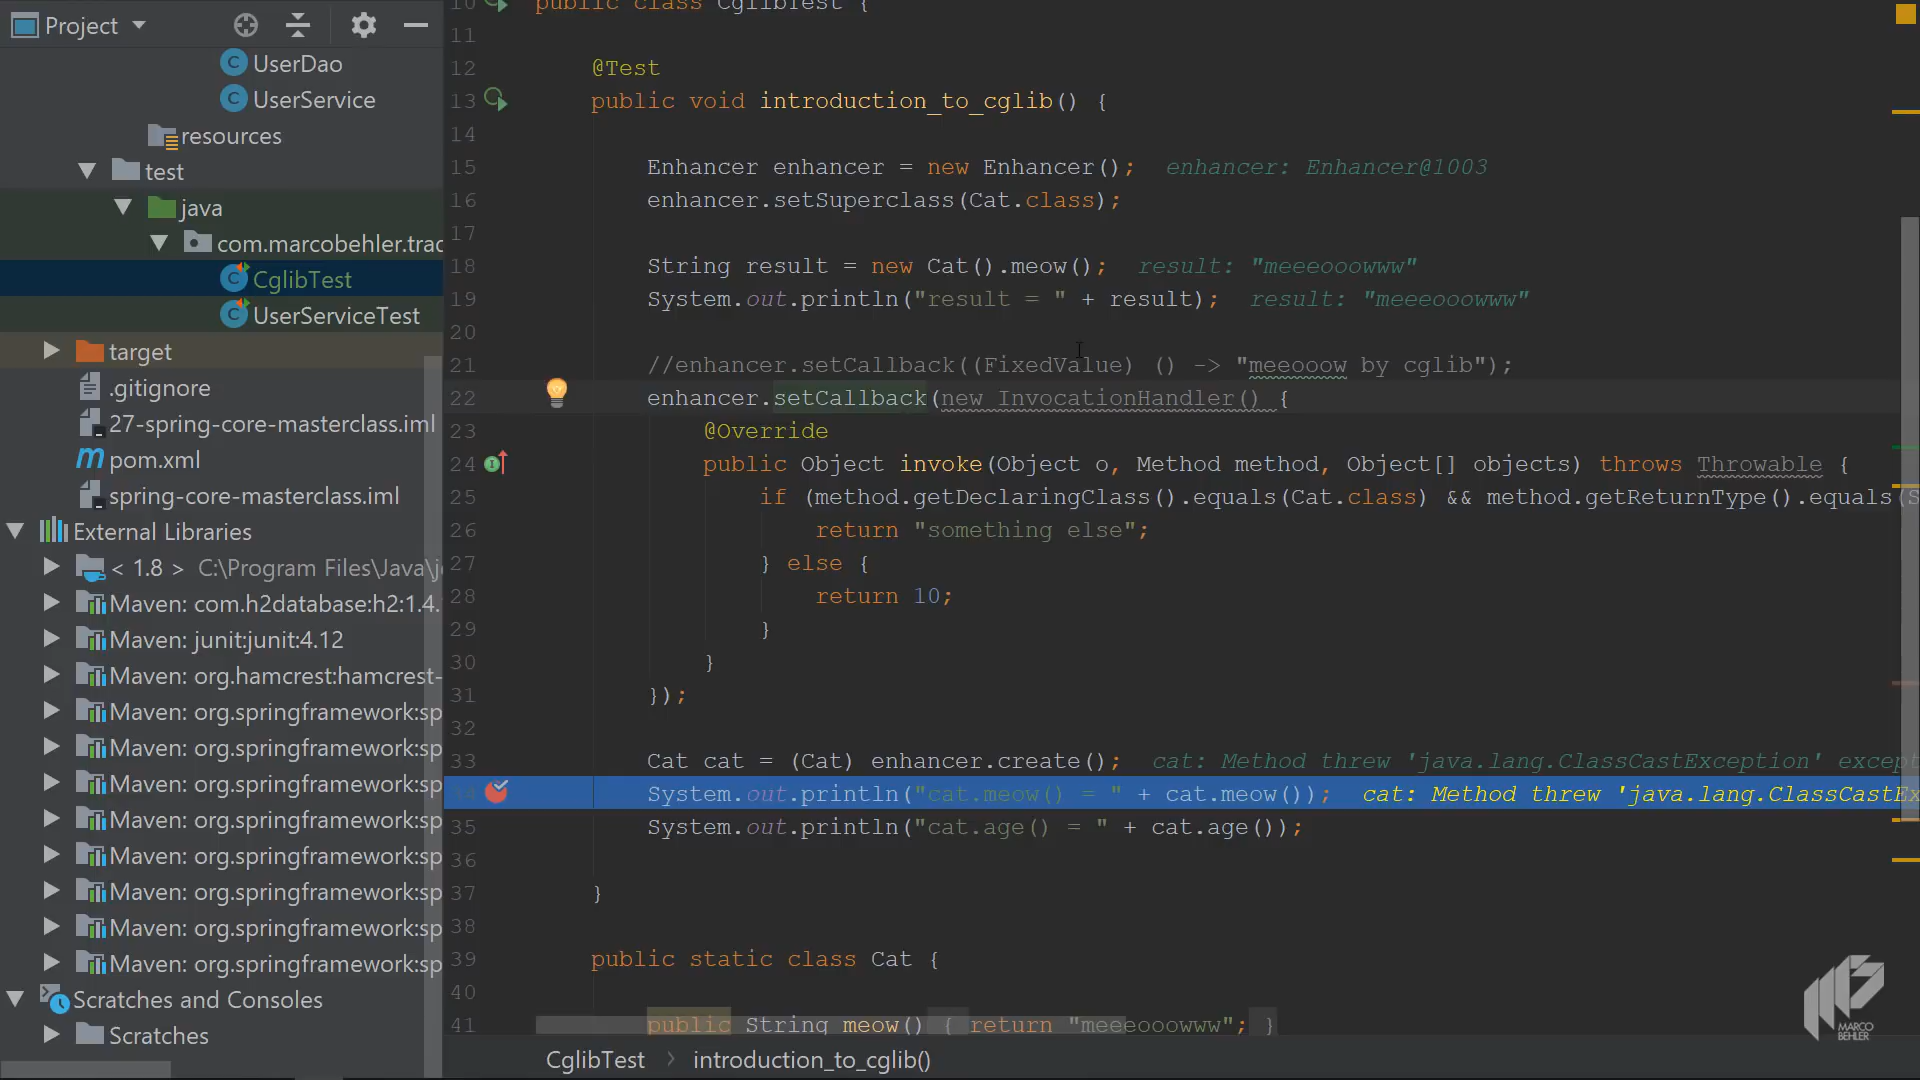 Project
UserDao
UserService
resources
test
java
com.marcobehler.trac
CglibTest
UserServiceTest
target
.gitignore
27-spring-core-masterclass.iml
pom.xml
spring-core-masterclass.iml
External Libraries
< 1.8 > C:\Program Files\Java\j
Maven: com.h2database:h2:1.4.
Maven: junit:junit:4.12
Maven: org.hamcrest:hamcrest-
Maven: org.springframework:sp
Maven: org.springframework:sp
Maven: org.springframework:sp
Maven: org.springframework:sp
Maven: org.springframework:sp
Maven: org.springframework:sp
Maven: org.springframework:sp
Maven: org.springframework:sp
Scratches and Consoles
Scratches
10 public class CglibTest {
11
12 @Test
13 public void introduction_to_cglib() {
14
15 Enhancer enhancer = new Enhancer(); enhancer: Enhancer@1003
16 enhancer.setSuperclass(Cat.class);
17
18 String result = new Cat().meow(); result: "meeeooowww"
19 System.out.println("result = " + result); result: "meeeooowww"
20
21 //enhancer.setCallback((FixedValue) () -> "meeooow by cglib");
22 enhancer.setCallback(new InvocationHandler() {
23 @Override
24 public Object invoke(Object o, Method method, Object[] objects) throws Throwable {
25 if (method.getDeclaringClass().equals(Cat.class) && method.getReturnType().equals(S
26 return "something else";
27 } else {
28 return 10;
29 }
30 }
31 });
32
33 Cat cat = (Cat) enhancer.create(); cat: Method threw 'java.lang.ClassCastException' except
34 System.out.println("cat.meow() = " + cat.meow()); cat: Method threw 'java.lang.ClassCastEx
35 System.out.println("cat.age() = " + cat.age());
36
37 }
38
39 public static class Cat {
40
41 public String meow() { return "meeeooowww"; }
CglibTest > introduction_to_cglib()
MARCO
BEHLER